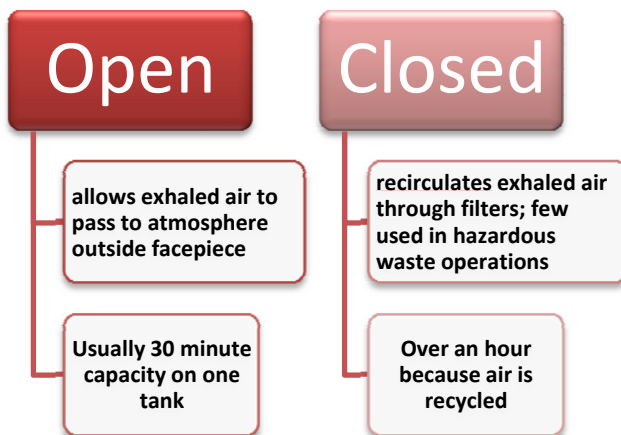 Open
allows exhaled air to
pass to atmosphere
outside facepiece
Usually 30 minute
capacity on one
tank
Closed
recirculates exhaled air
through filters; few
used in hazardous
waste operations
Over an hour
because air is
recycled